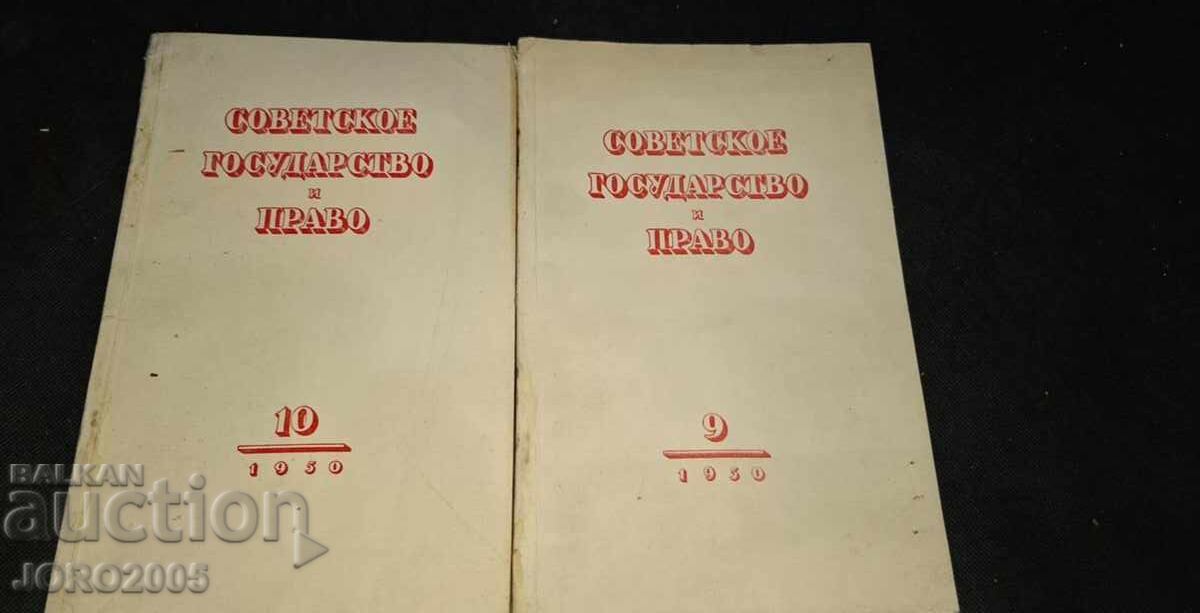 СОВЕТСКОЕ
ГОСУДАРСТВО
и
ПРАВО
10
1950
СОВЕТСКОЕ
ГОСУДАРСТВО
и
ПРАВО
9
1950
BALKAN
auction
JORO2005